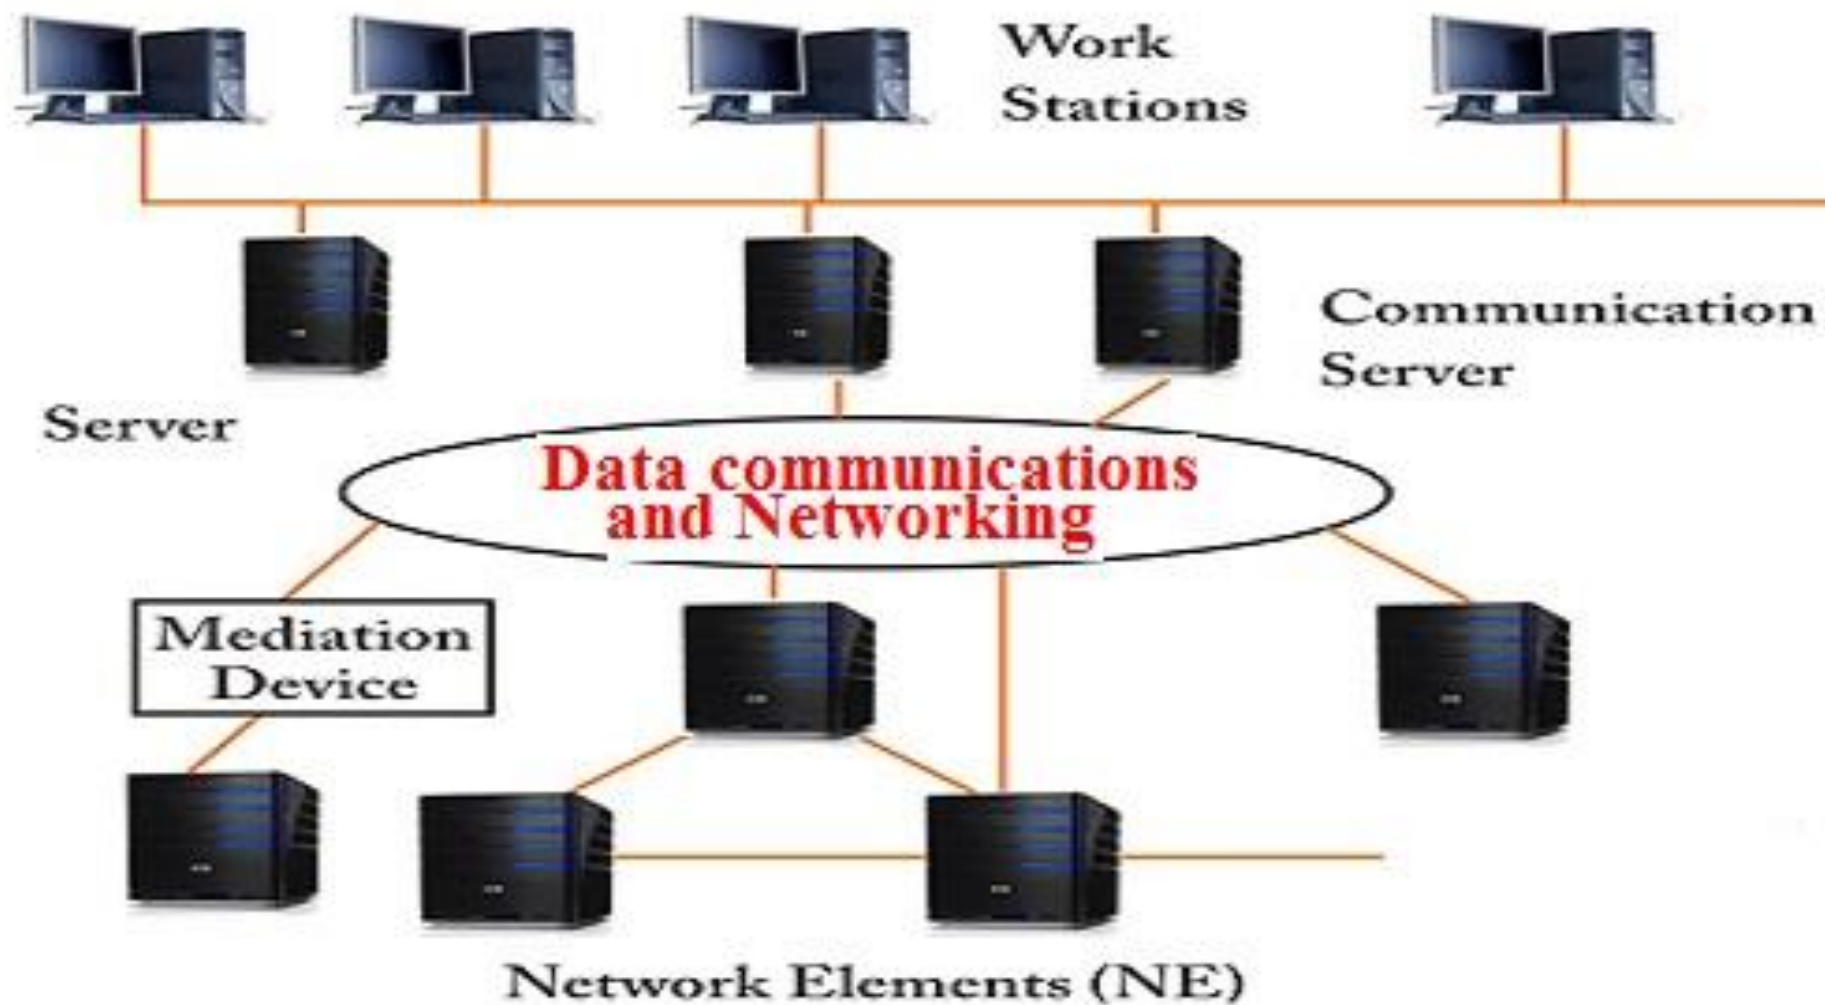 Work
Stations
Communication
Server
Server
Data communications
and Networking
Mediation
Device
Network Elements (NE)